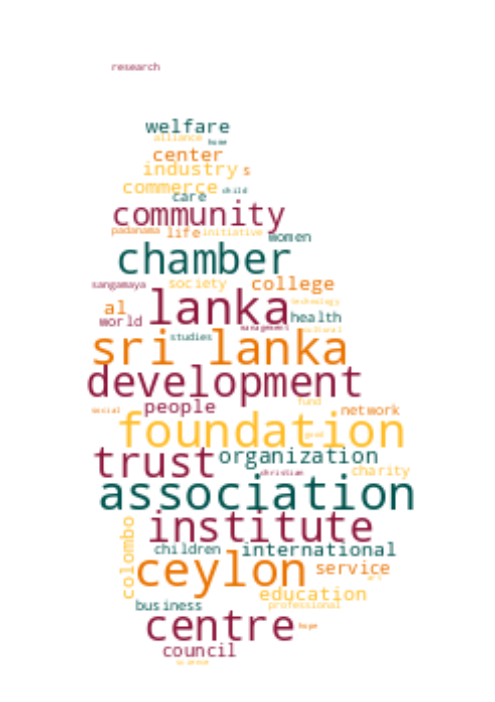 research
welfare
alliance home
center
industry s
commerce child
care
community
padanama life initiative women
chamber
sangamaya society college
technology
al lanka health
world management cultural
studies
sri lanka
development
social people fund network
foundation
good
trust organization
christian charity
association
institute
colombo children international
ceylon service
art
education
business professional
centre hope
council
science